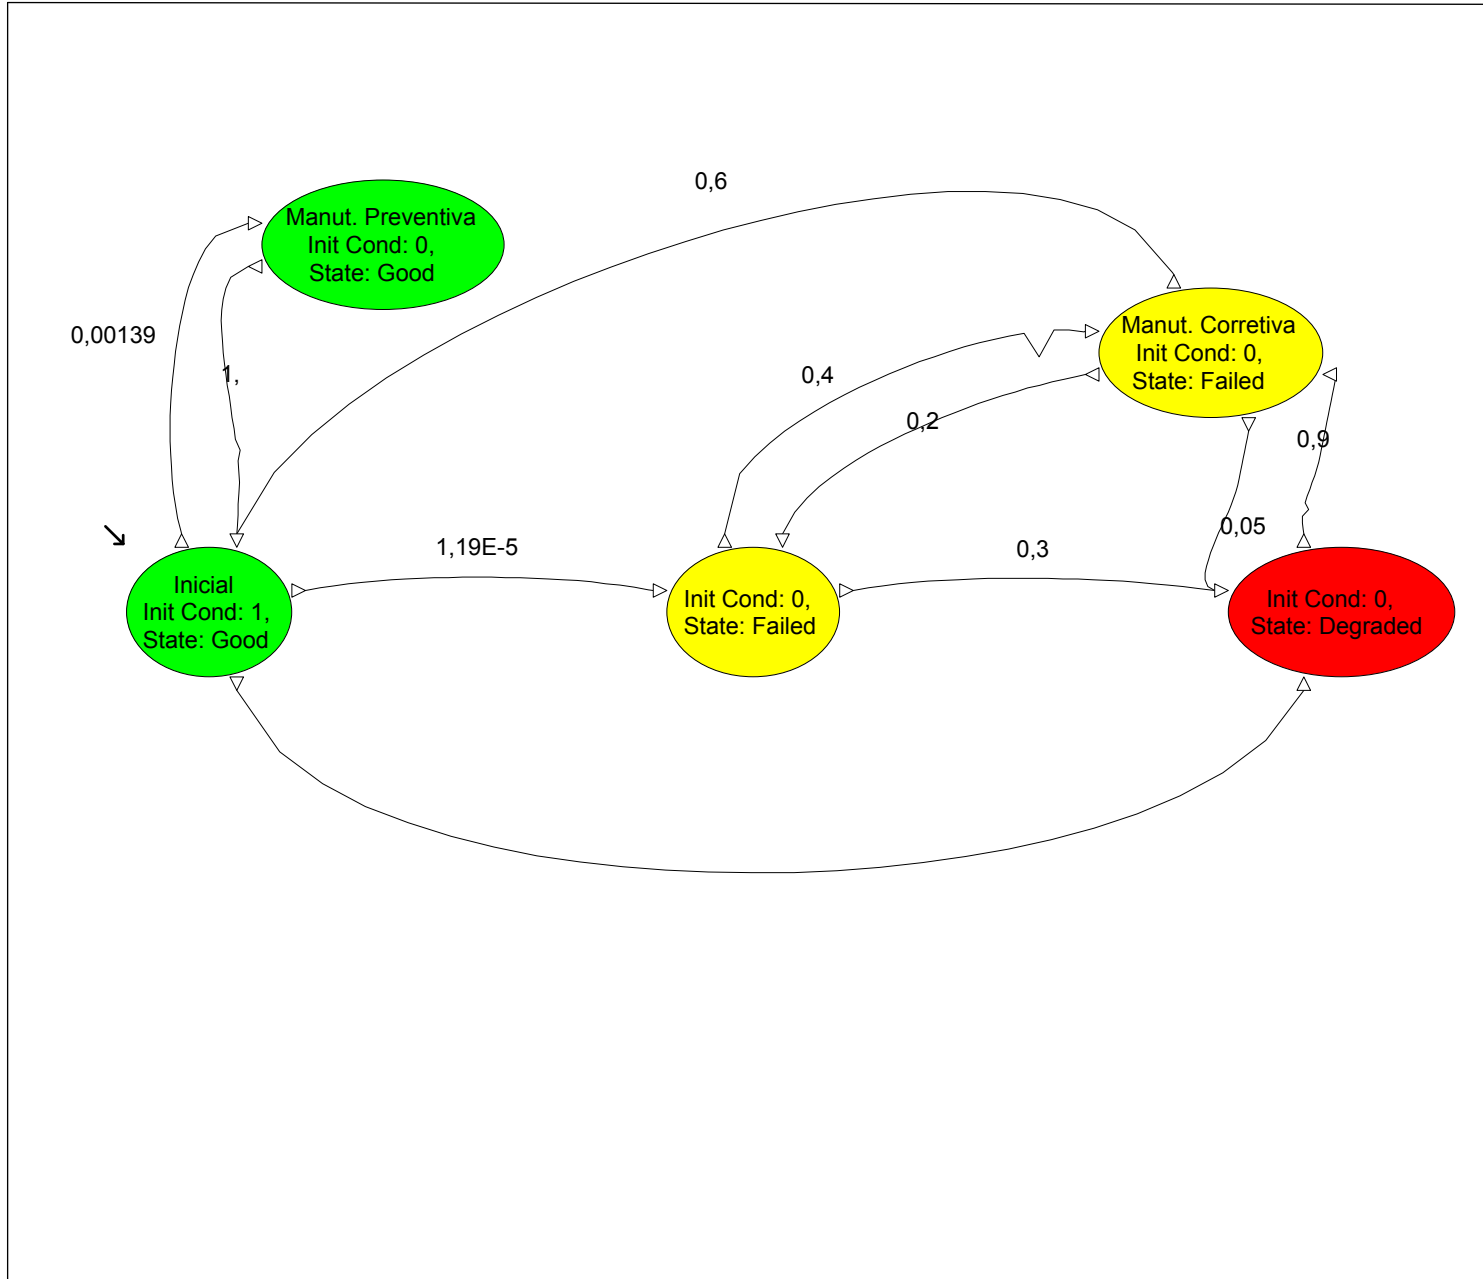 0,6
Manut. Preventiva
Init Cond: 0,
State: Good
0,00139
1,
Manut. Corretiva
Init Cond: 0,
State: Failed
0,4
0,2
0,9
0,05
1,19E-5
0,3
Inicial
Init Cond: 1,
State: Good
Init Cond: 0,
State: Failed
Init Cond: 0,
State: Degraded